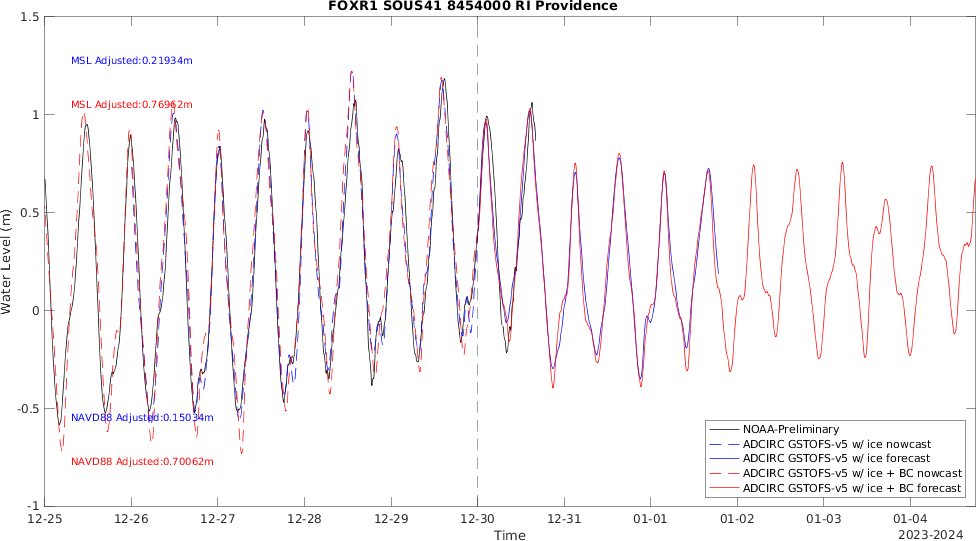 FOXR1 SOUS41 8454000 RI Providence
1.5
MSL Adjusted:0.21934m
MSL Adjusted:0.76962m
1
0.5
Water Level (m)
0
-0.5
NAVD88 Adjusted:0.15034m
NAVD88 Adjusted:0.70062m
NOAA-Preliminary
ADCIRC GSTOFS-v5 w/ ice nowcast
ADCIRC GSTOFS-v5 w/ ice forecast
ADCIRC GSTOFS-v5 w/ ice + BC nowcast
ADCIRC GSTOFS-v5 w/ ice + BC forecast
-1
12-25 12-26 12-27 12-28 12-29 12-30 12-31 01-01 01-02 01-03 01-04
Time
2023-2024